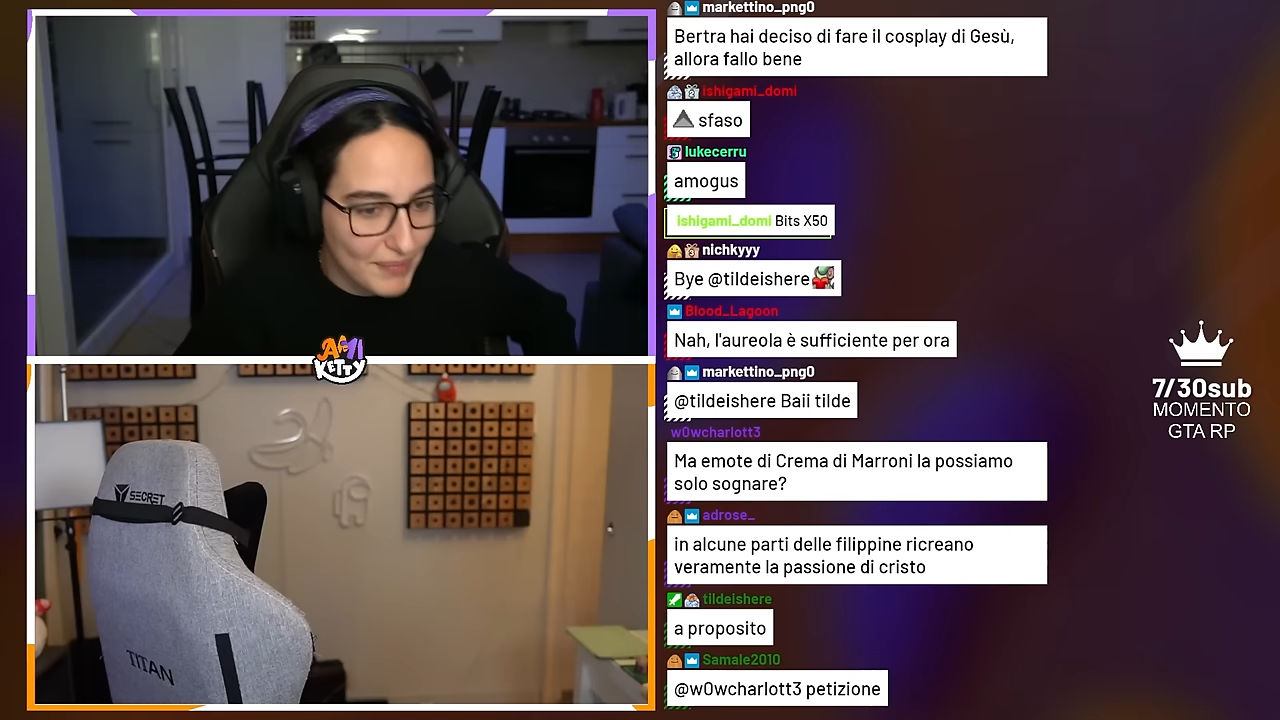 markettino_png0
Bertra hai deciso di fare il cosplay di Gesù,
allora fallo bene
ishigami_domi
sfaso
lukecerru
amogus
ishigami_domi Bits X50
nichkyyy
Bye @tildeishere
Blood_Lagoon
Nah, l'aureola è sufficiente per ora
markettino_png0
@tildeishere Baii tilde
w0wcharlott3
Ma emote di Crema di Marroni la possiamo
solo sognare?
adrose_
in alcune parti delle filippine ricreano
veramente la passione di cristo
tildeishere
a proposito
Samale2010
@w0wcharlott3 petizione
7/30sub
MOMENTO
GTA RP
KETTY
SECRET
TITAN